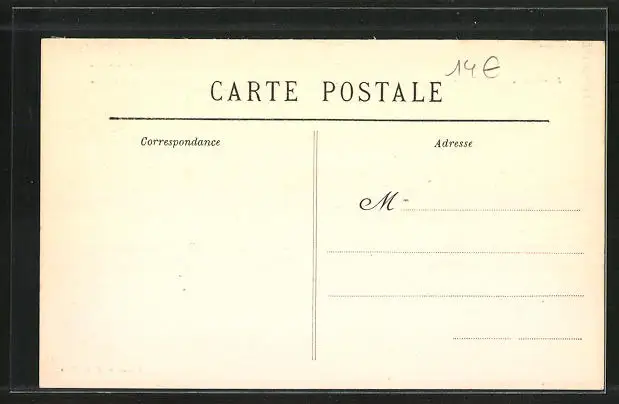 14€
CARTE POSTALE
Correspondance
Adresse
M